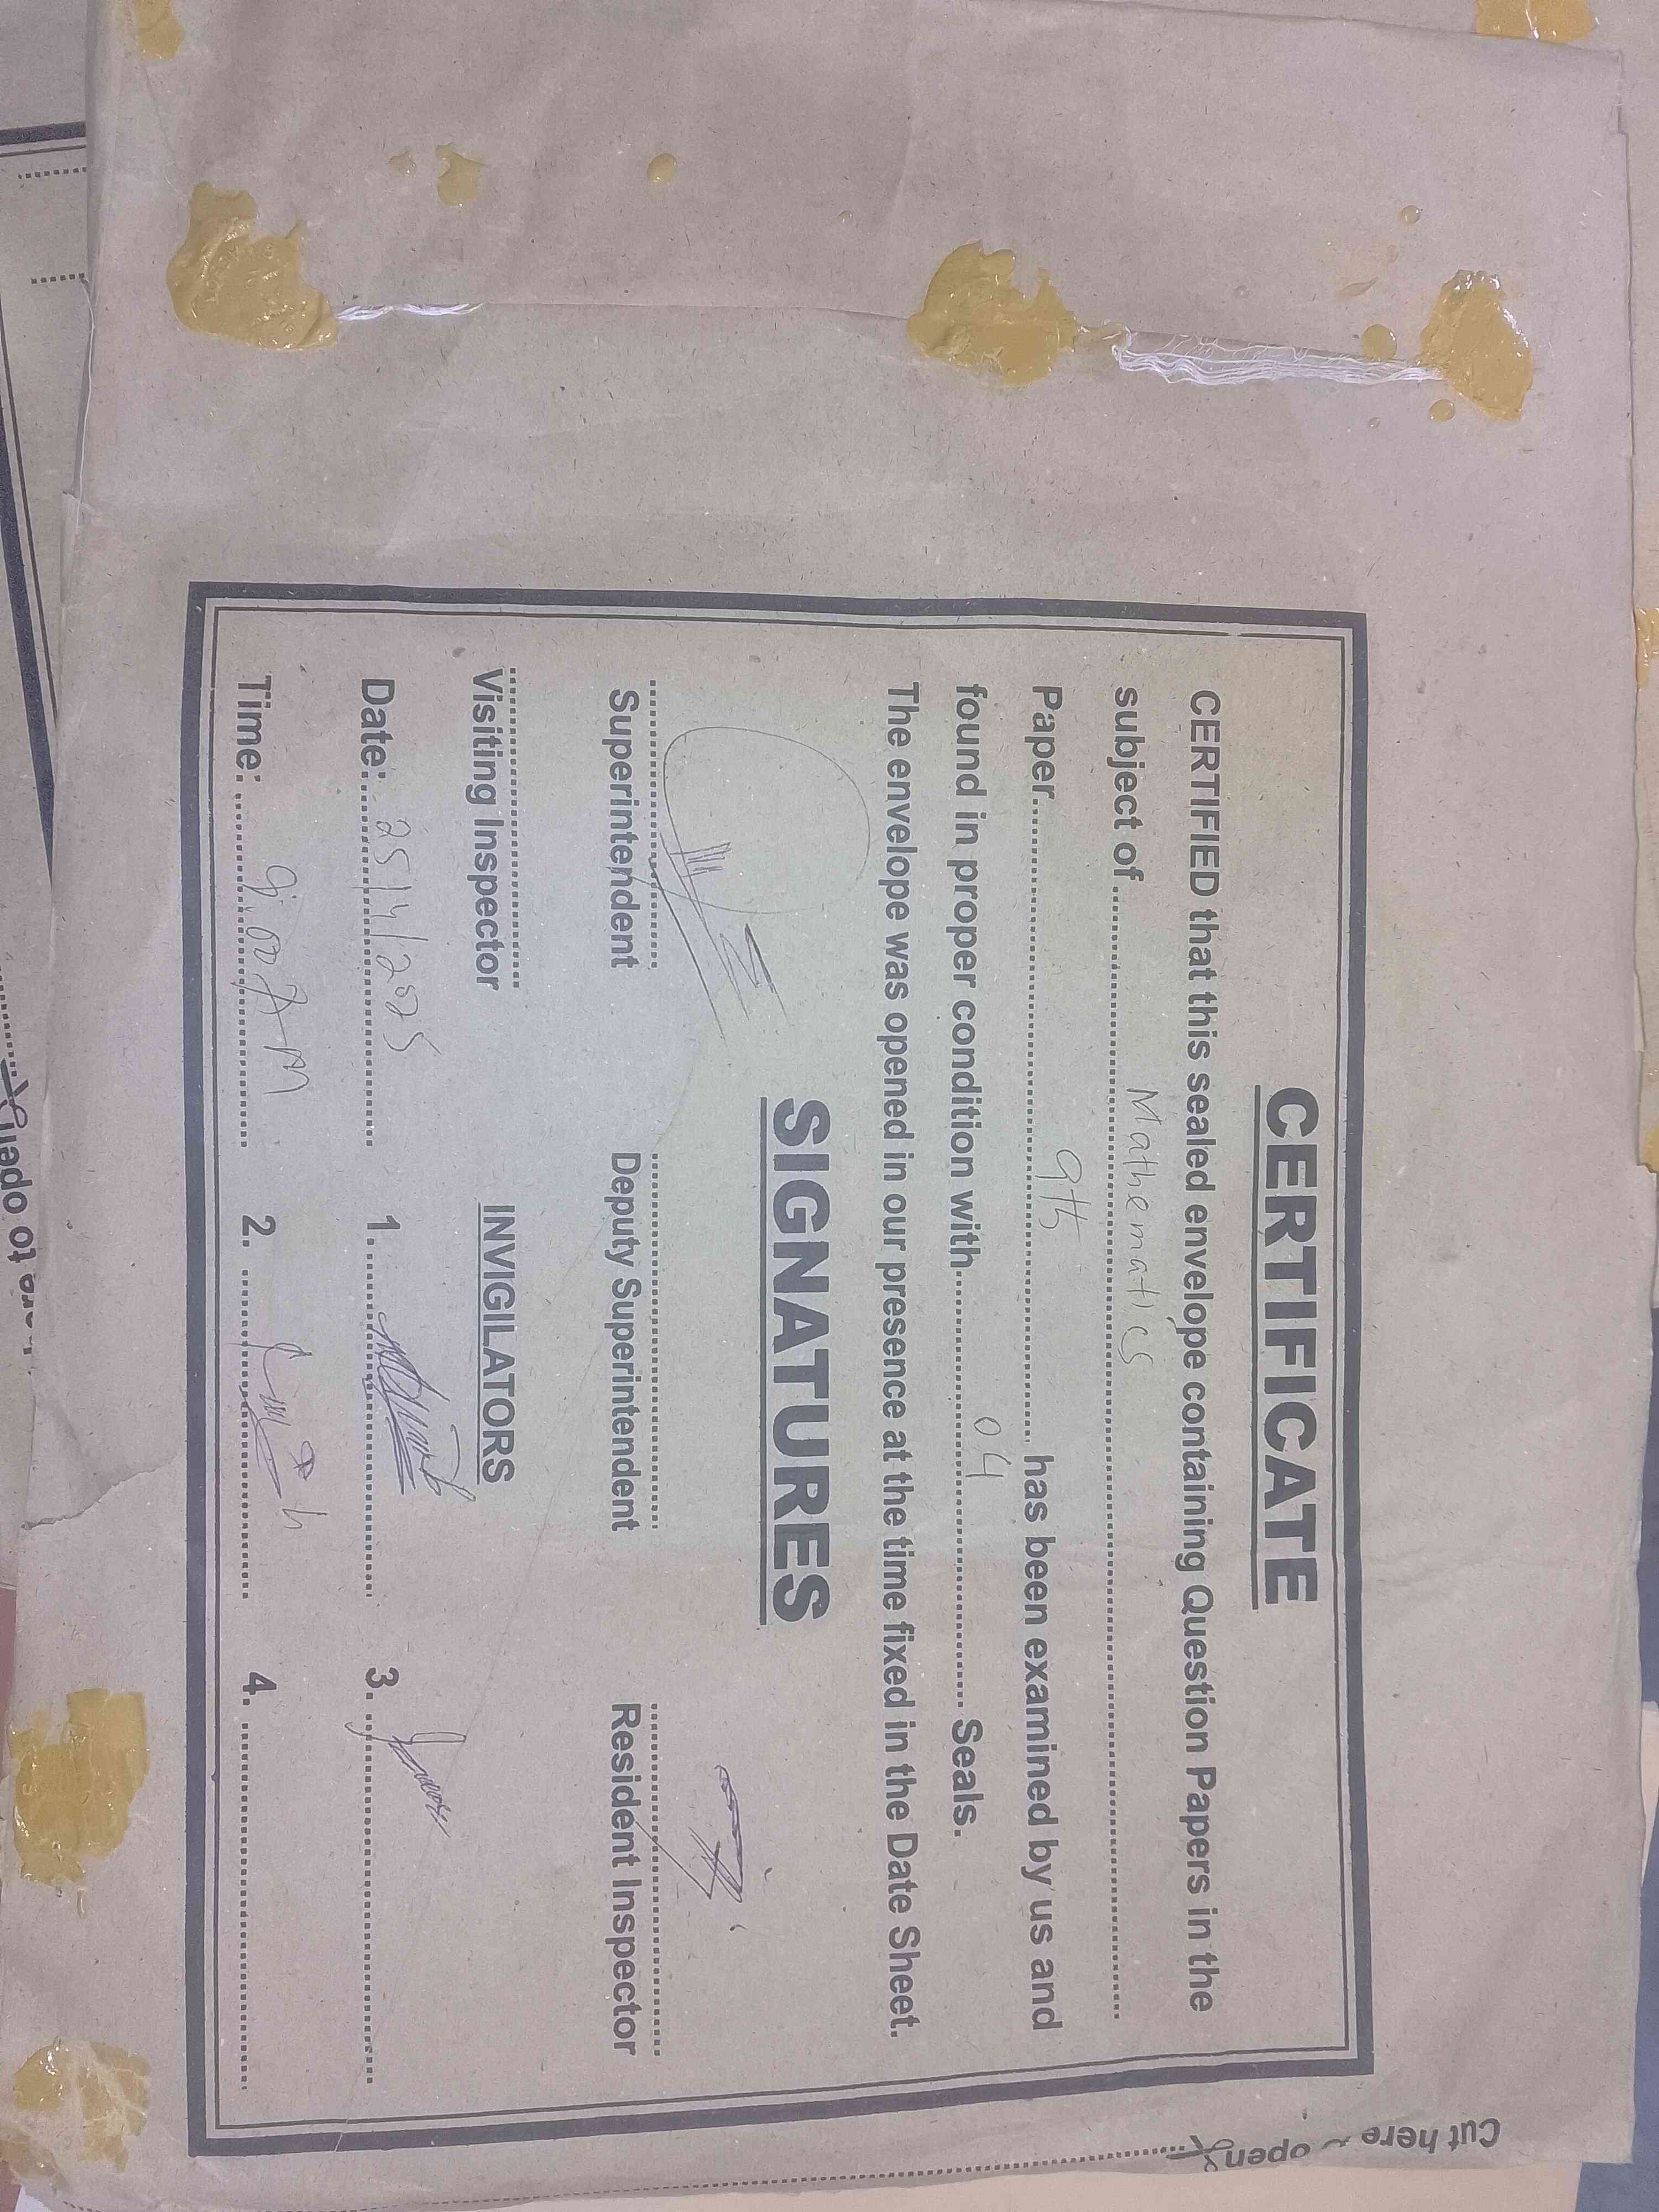 CERTIFICATE
CERTIFIED that this sealed envelope containing Question Papers in the
subject of Mathematics
Paper 9th has been examined by us and
found in proper condition with 04 Seals.
The envelope was opened in our presence at the time fixed in the Date Sheet.
SIGNATURES
Superintendent Deputy Superintendent Resident Inspector
Visiting Inspector INVIGILATORS
Date: 25/4/2025 1. 3.
Time: 9:00 AM 2. 4.
Cut here open
to open